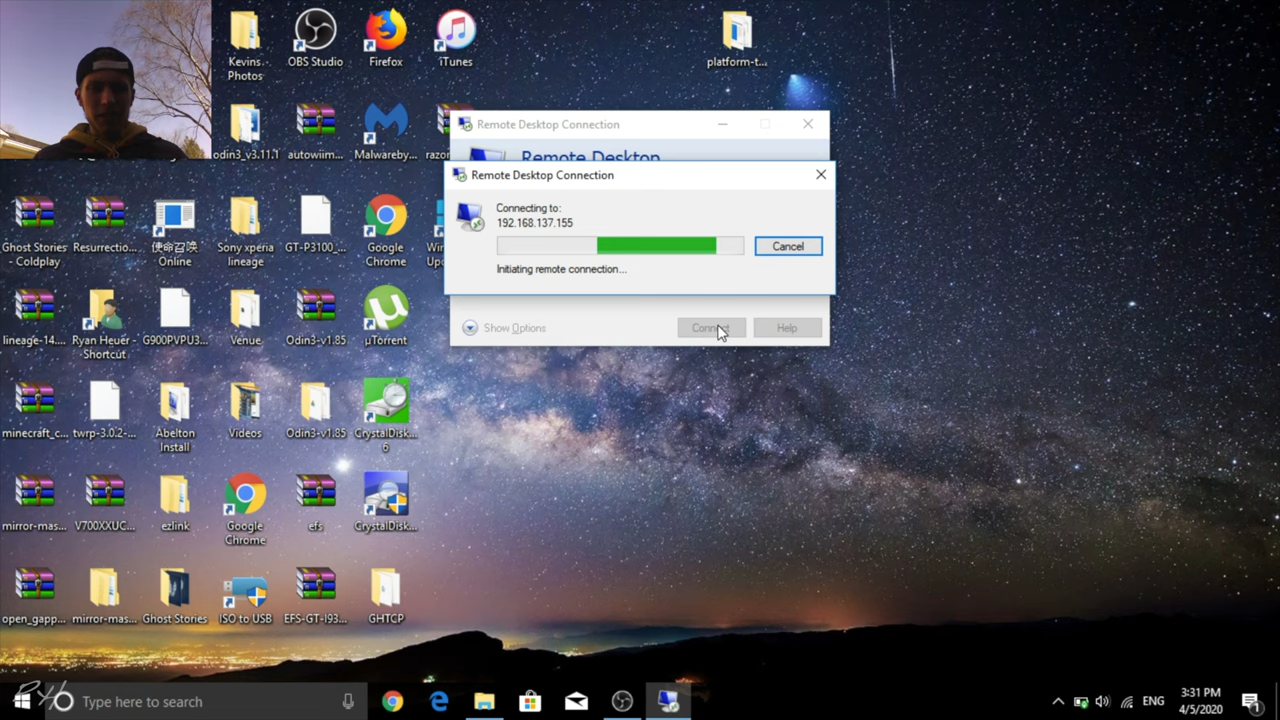 Kevins
Photos
OBS Studio
Firefox
iTunes
platform-t...
odin3_v3.11.1
autowiim...
Malwareby...
Remote Desktop Connection
Remote Desktop
Remote Desktop Connection
Connecting to:
192.168.137.155
Cancel
Initiating remote connection...
Show Options
Connect
Help
Ghost Stories
- Coldplay
Resurrectio...
使命召唤
Online
Sony xperia
lineage
GT-P3100_...
Google
Chrome
lineage-14....
Ryan Heuer -
Shortcut
G900PVPU3...
Venue
Odin3-v1.85
µTorrent
minecraft_c...
twrp-3.0.2-...
Abelton
Install
Videos
Odin3-v1.85
CrystalDisk...
6
mirror-mas...
V700XXUC...
ezlink
Google
Chrome
efs
CrystalDisk...
open_gapp...
mirror-mas...
Ghost Stories
ISO to USB
EFS-GT-I93...
GHTCP
Type here to search
ENG
3:31 PM
4/5/2020
1